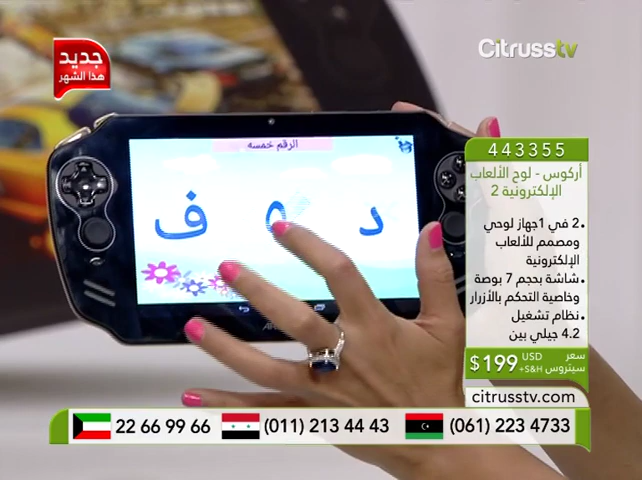 Citrusstv
جديد
هذا الشهر
الرقم خمسه
د ه ف
443355
أركوس - لوح الألعاب
الإلكترونية 2
2 في 1جهاز لوحي
ومصمم للألعاب
الإلكترونية
شاشة بحجم 7 بوصة
وخاصية التحكم بالأزرار
نظام تشغيل
4.2 جيلي بين
$199 USD +S&H سعر سيتروس
citrusstv.com
22 66 99 66 (011) 213 44 43 (061) 223 4733